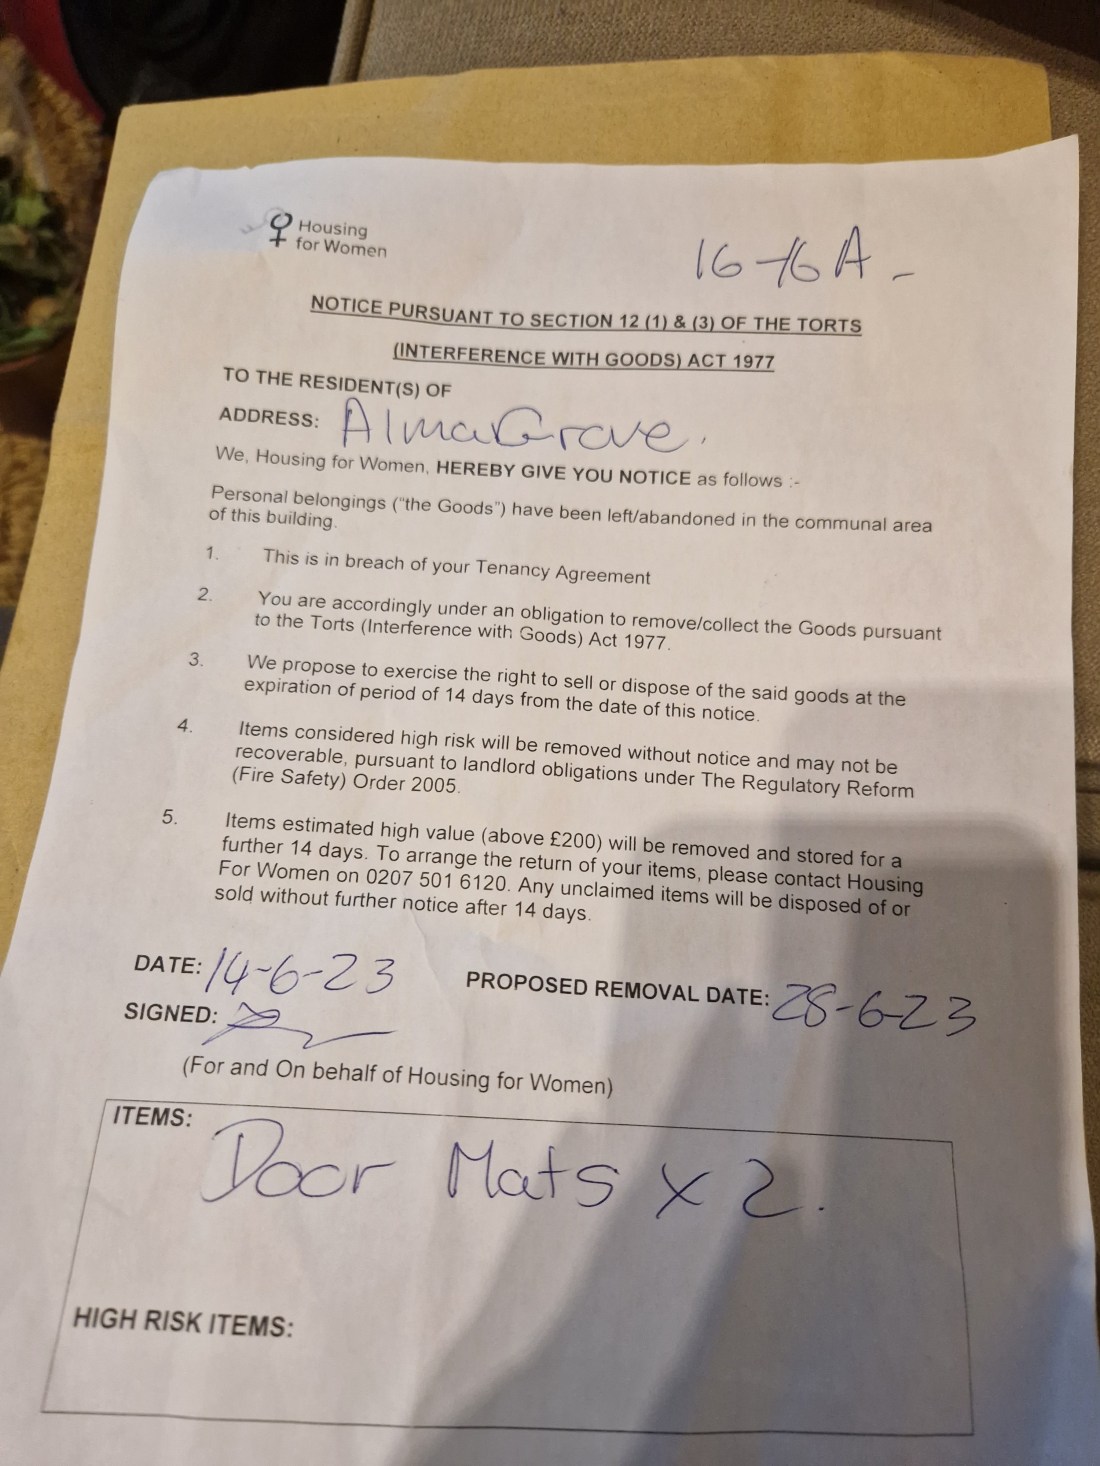 Housing
for Women
16-16A-
NOTICE PURSUANT TO SECTION 12 (1) & (3) OF THE TORTS
(INTERFERENCE WITH GOODS) ACT 1977
TO THE RESIDENT(S) OF
ADDRESS: Alma Grove.
We, Housing for Women, HEREBY GIVE YOU NOTICE as follows :-
Personal belongings ("the Goods") have been left/abandoned in the communal area
of this building.
1. This is in breach of your Tenancy Agreement
2. You are accordingly under an obligation to remove/collect the Goods pursuant
to the Torts (Interference with Goods) Act 1977.
3. We propose to exercise the right to sell or dispose of the said goods at the
expiration of period of 14 days from the date of this notice.
4. Items considered high risk will be removed without notice and may not be
recoverable, pursuant to landlord obligations under The Regulatory Reform
(Fire Safety) Order 2005.
5. Items estimated high value (above £200) will be removed and stored for a
further 14 days. To arrange the return of your items, please contact Housing
For Women on 0207 501 6120. Any unclaimed items will be disposed of or
sold without further notice after 14 days.
DATE: 14-6-23 PROPOSED REMOVAL DATE: 28-6-23
SIGNED:
(For and On behalf of Housing for Women)
ITEMS:
Door Mats x 2.
HIGH RISK ITEMS: